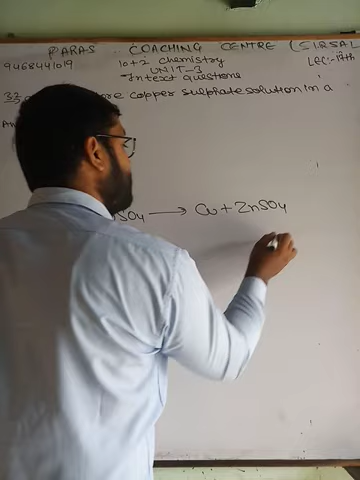 PARAS COACHING CENTRE (SIRSA)
9468441019 10+2 chemistry Lec:-17th
UNIT-3
Intext questions
33 re copper sulphate solution in a
SO4 → Cu + ZnSO4